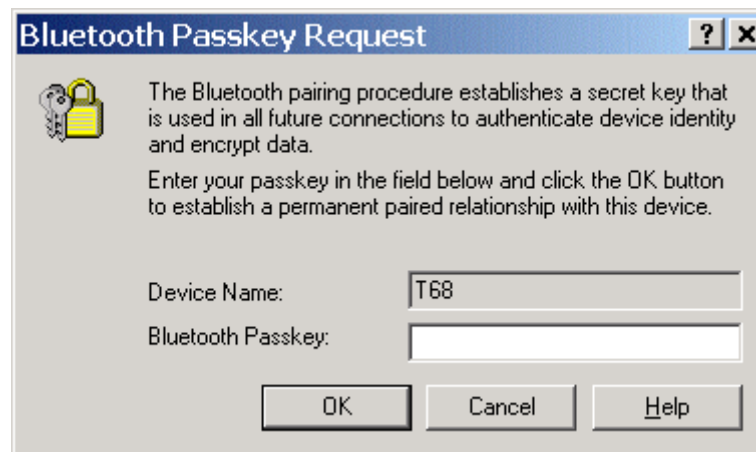 Bluetooth Passkey Request
The Bluetooth pairing procedure establishes a secret key that
is used in all future connections to authenticate device identity
and encrypt data.
Enter your passkey in the field below and click the OK button
to establish a permanent paired relationship with this device.
Device Name: T68
Bluetooth Passkey:
OK Cancel Help